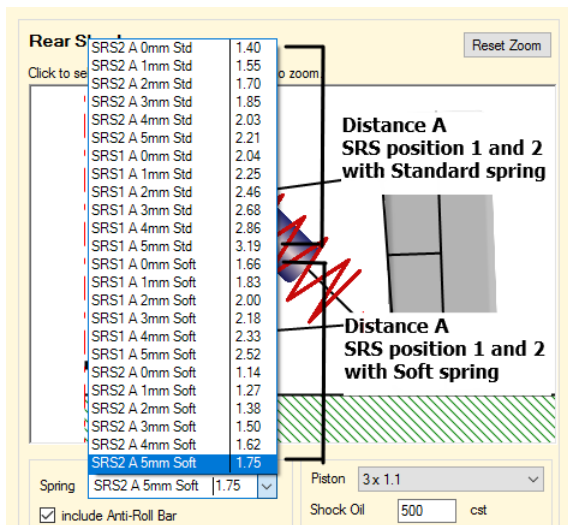 Rear
Reset Zoom
Click to se
o zoom.
SRS2 A 0mm Std 1.40
SRS2 A 1mm Std 1.55
SRS2 A 2mm Std 1.70
SRS2 A 3mm Std 1.85
SRS2 A 4mm Std 2.03
SRS2 A 5mm Std 2.21
SRS1 A 0mm Std 2.04
SRS1 A 1mm Std 2.25
SRS1 A 2mm Std 2.46
SRS1 A 3mm Std 2.68
SRS1 A 4mm Std 2.86
SRS1 A 5mm Std 3.19
SRS1 A 0mm Soft 1.66
SRS1 A 1mm Soft 1.83
SRS1 A 2mm Soft 2.00
SRS1 A 3mm Soft 2.18
SRS1 A 4mm Soft 2.33
SRS1 A 5mm Soft 2.52
SRS2 A 0mm Soft 1.14
SRS2 A 1mm Soft 1.27
SRS2 A 2mm Soft 1.38
SRS2 A 3mm Soft 1.50
SRS2 A 4mm Soft 1.62
SRS2 A 5mm Soft 1.75
Distance A
SRS position 1 and 2
with Standard spring
Distance A
SRS position 1 and 2
with Soft spring
Spring SRS2 A 5mm Soft 1.75
include Anti-Roll Bar
Piston 3 x 1.1
Shock Oil 500 cst